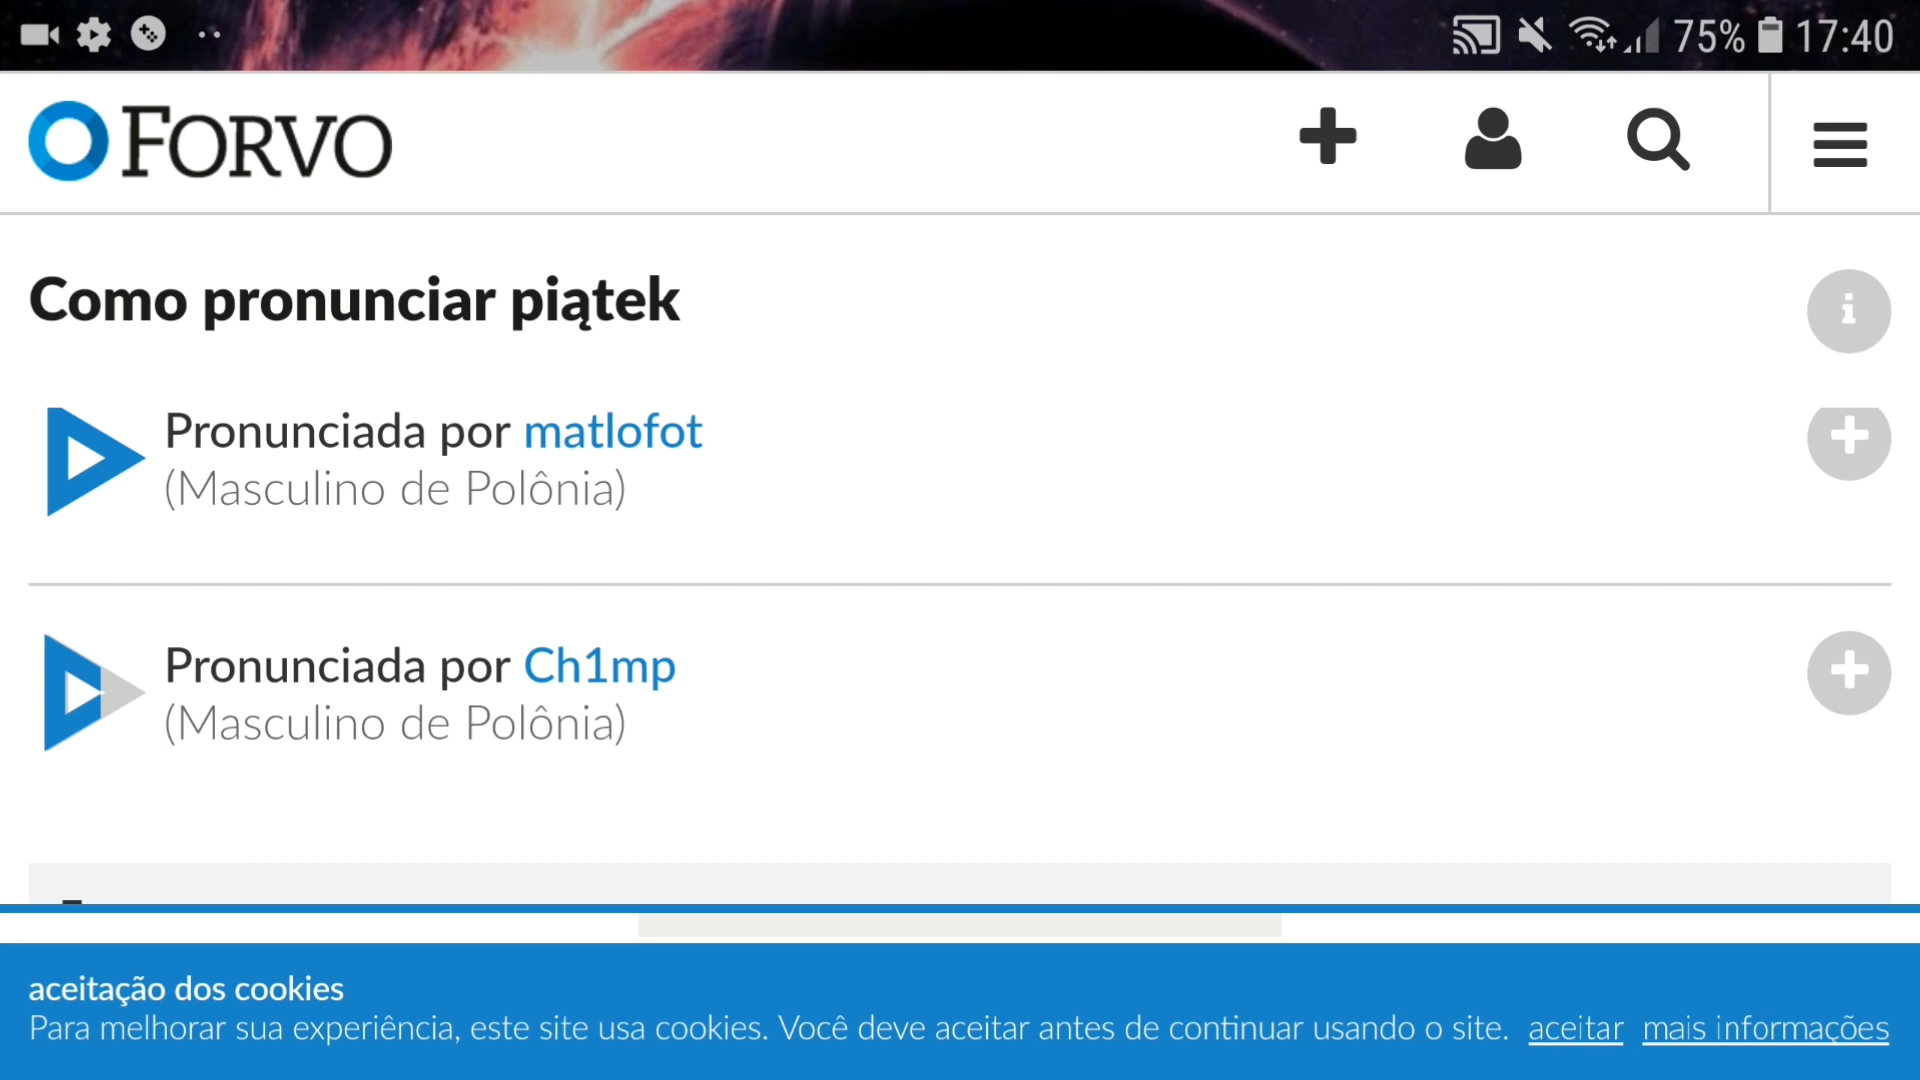 75% 17:40
FORVO
Como pronunciar piątek
Pronunciada por matlofot
(Masculino de Polônia)
Pronunciada por Ch1mp
(Masculino de Polônia)
aceitação dos cookies
Para melhorar sua experiência, este site usa cookies. Você deve aceitar antes de continuar usando o site. aceitar mais informações